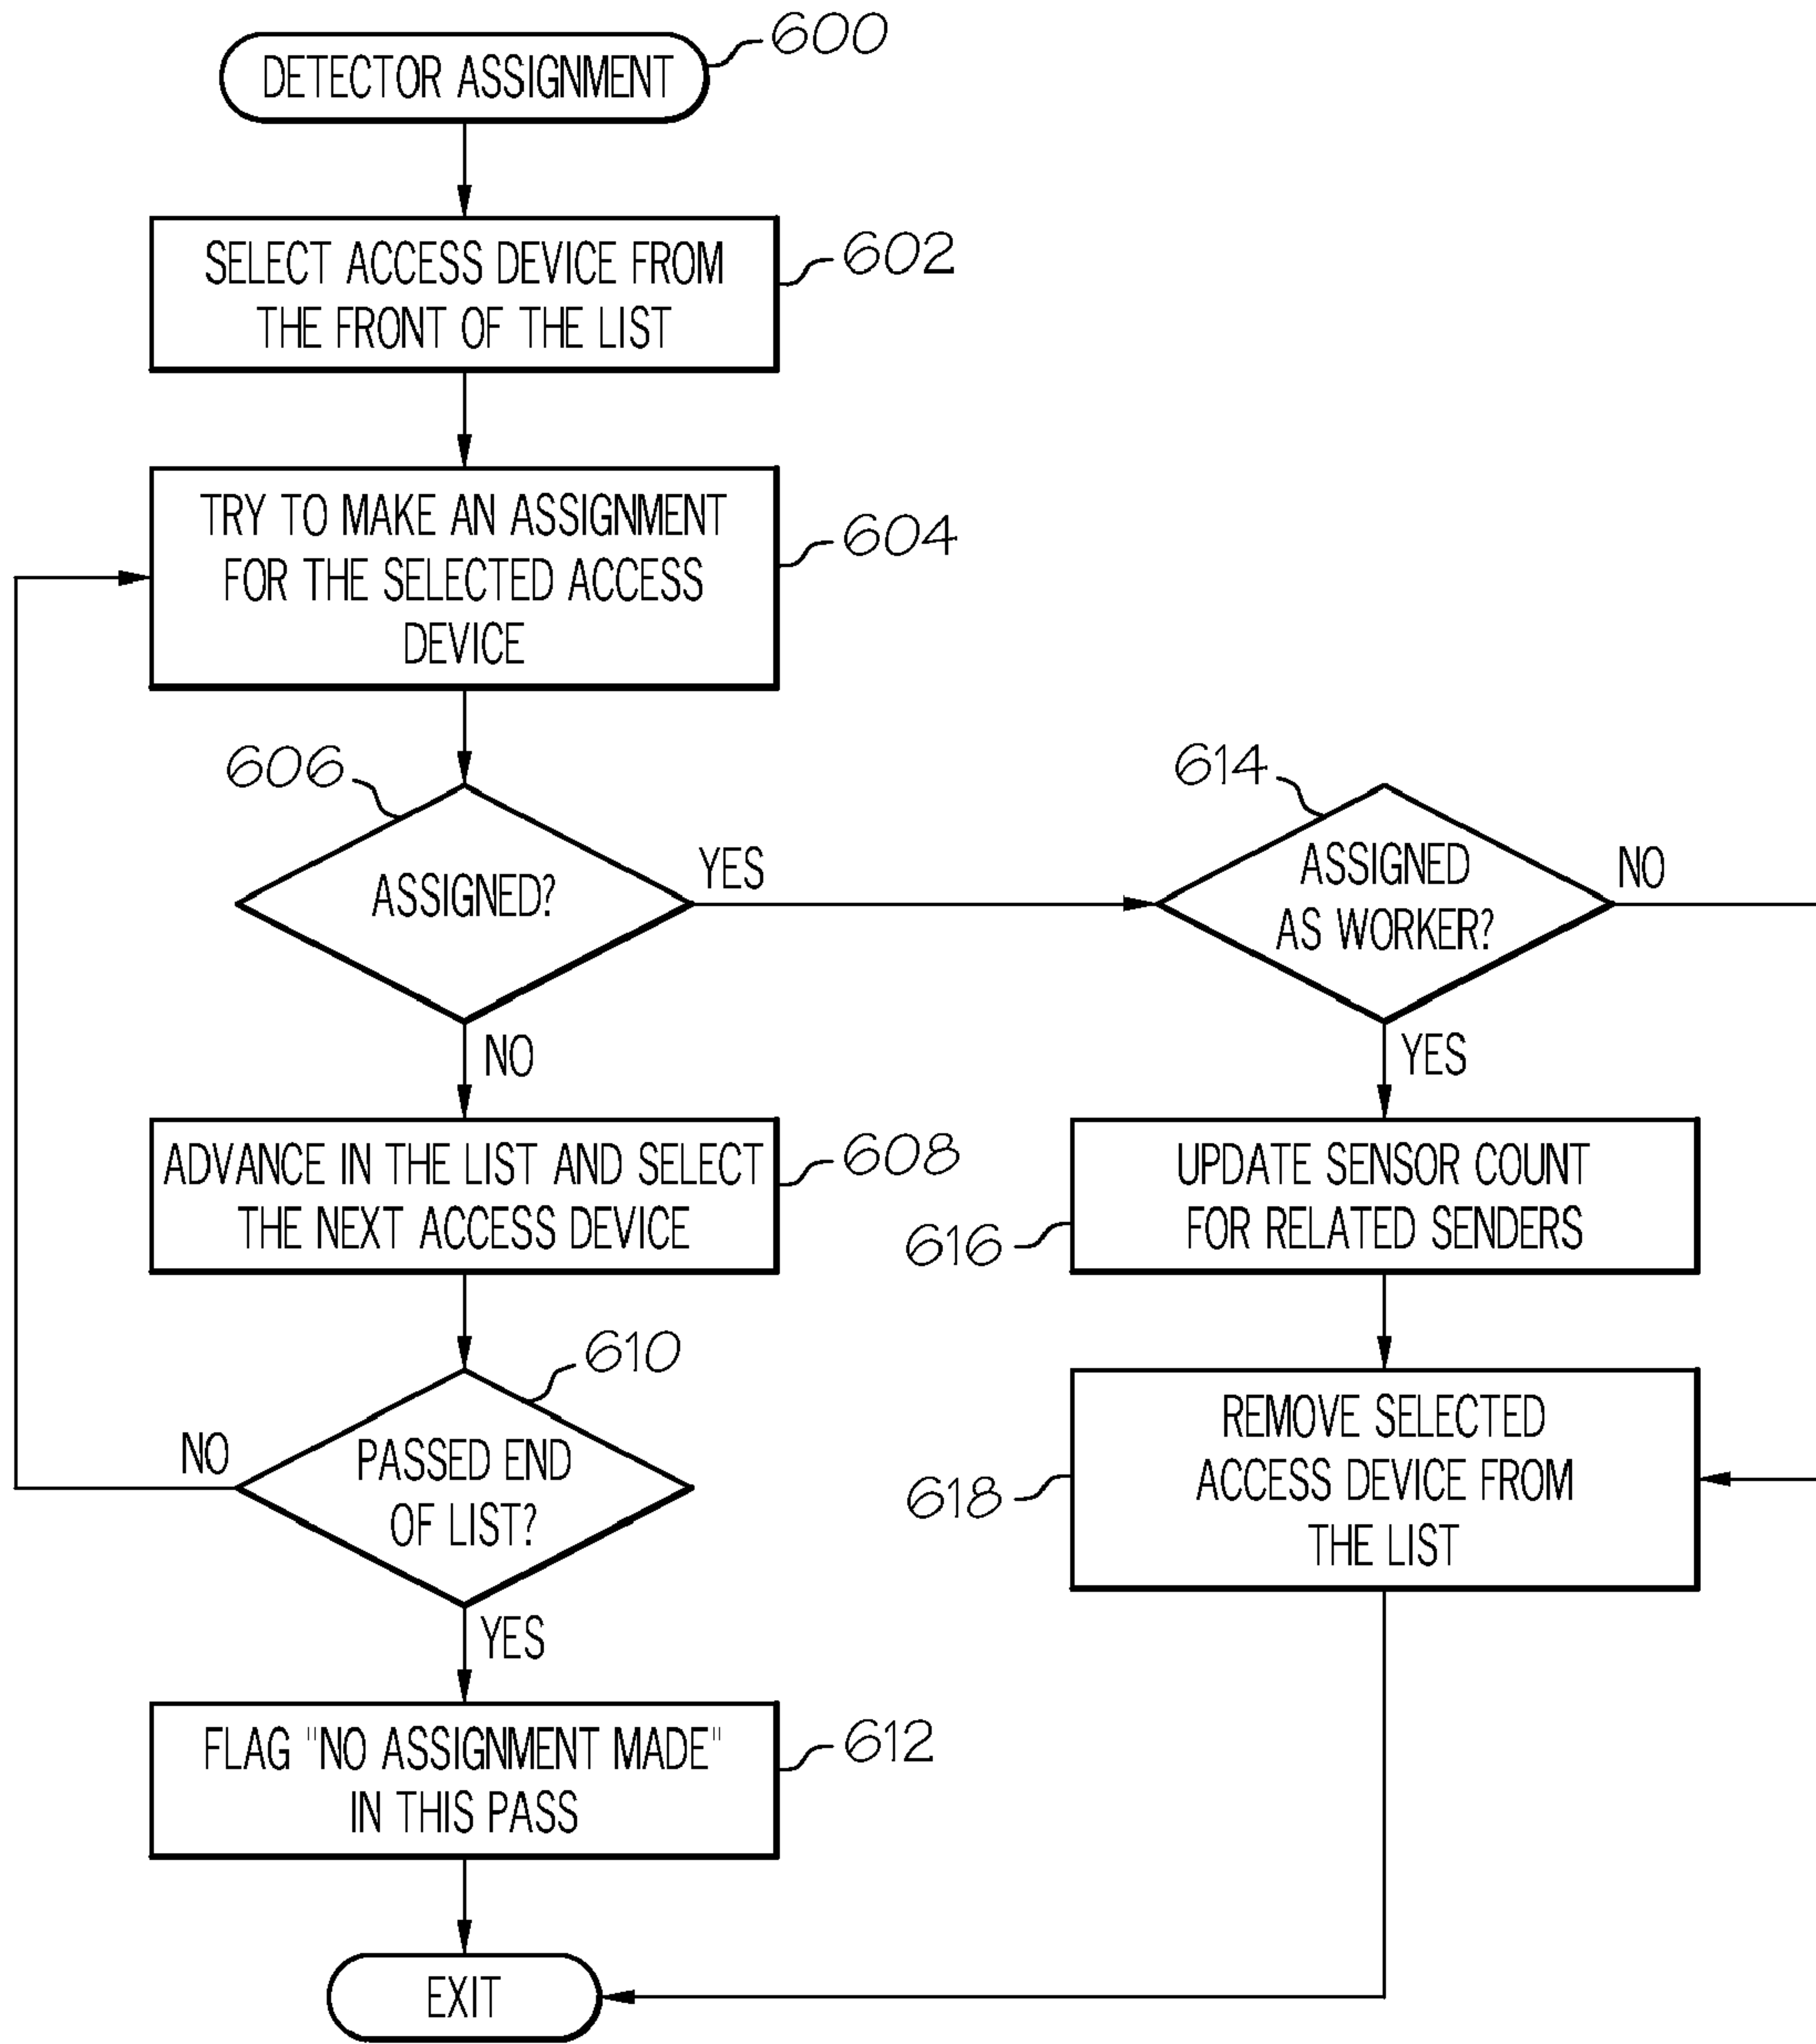 DETECTOR ASSIGNMENT
600
SELECT ACCESS DEVICE FROM
THE FRONT OF THE LIST
602
TRY TO MAKE AN ASSIGNMENT
FOR THE SELECTED ACCESS
DEVICE
604
606
ASSIGNED?
YES
NO
614
ASSIGNED
AS WORKER?
NO
YES
ADVANCE IN THE LIST AND SELECT
THE NEXT ACCESS DEVICE
608
UPDATE SENSOR COUNT
FOR RELATED SENDERS
616
610
PASSED END
OF LIST?
NO
YES
REMOVE SELECTED
ACCESS DEVICE FROM
THE LIST
618
FLAG "NO ASSIGNMENT MADE"
IN THIS PASS
612
EXIT